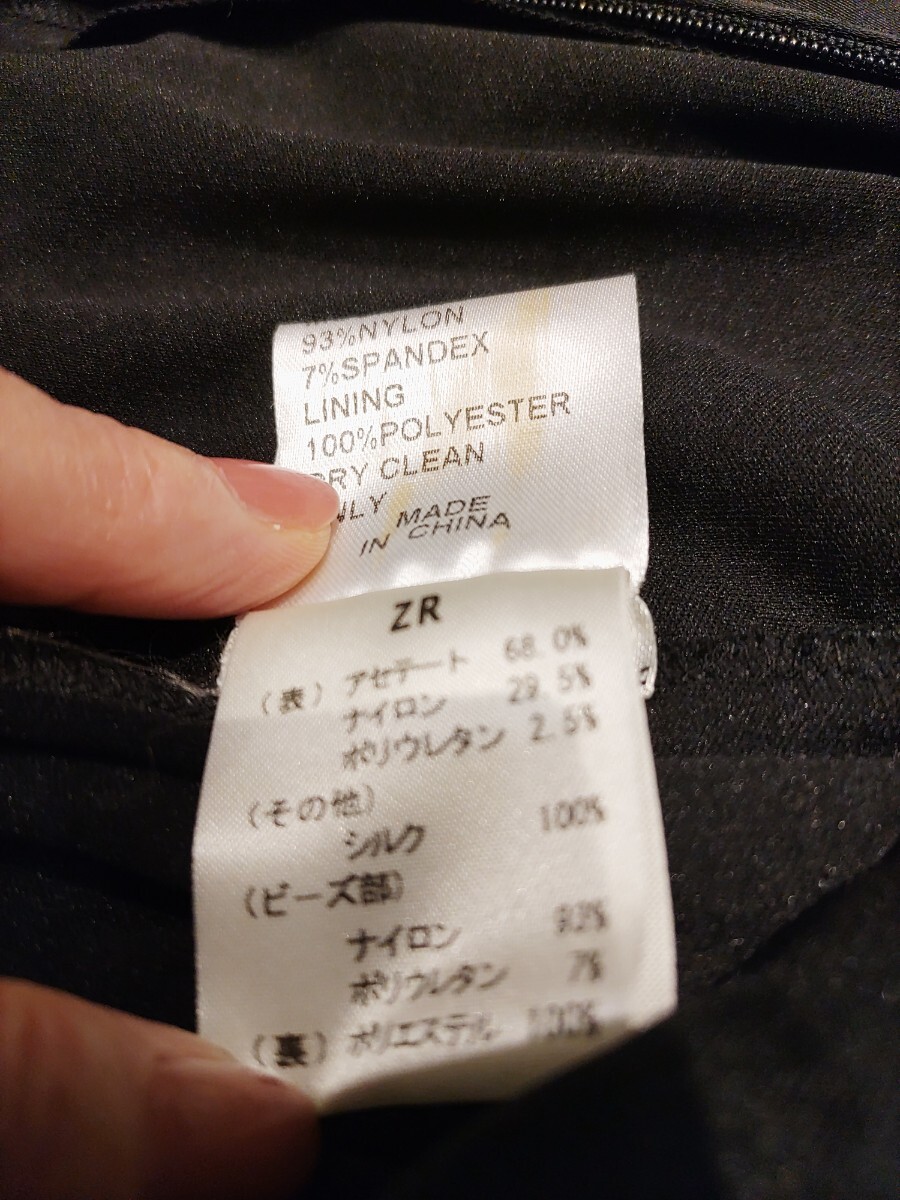 93%NYLON
7%SPANDEX
LINING
100%POLYESTER
DRY CLEAN
ONLY
MADE
IN CHINA
ZR
(表) アセテート 68.0%
ナイロン 29.5%
ポリウレタン 2.5%
(その他)
シルク 100%
(ビーズ部)
ナイロン 93%
ポリウレタン 7%
(裏) ポリエステル 100%